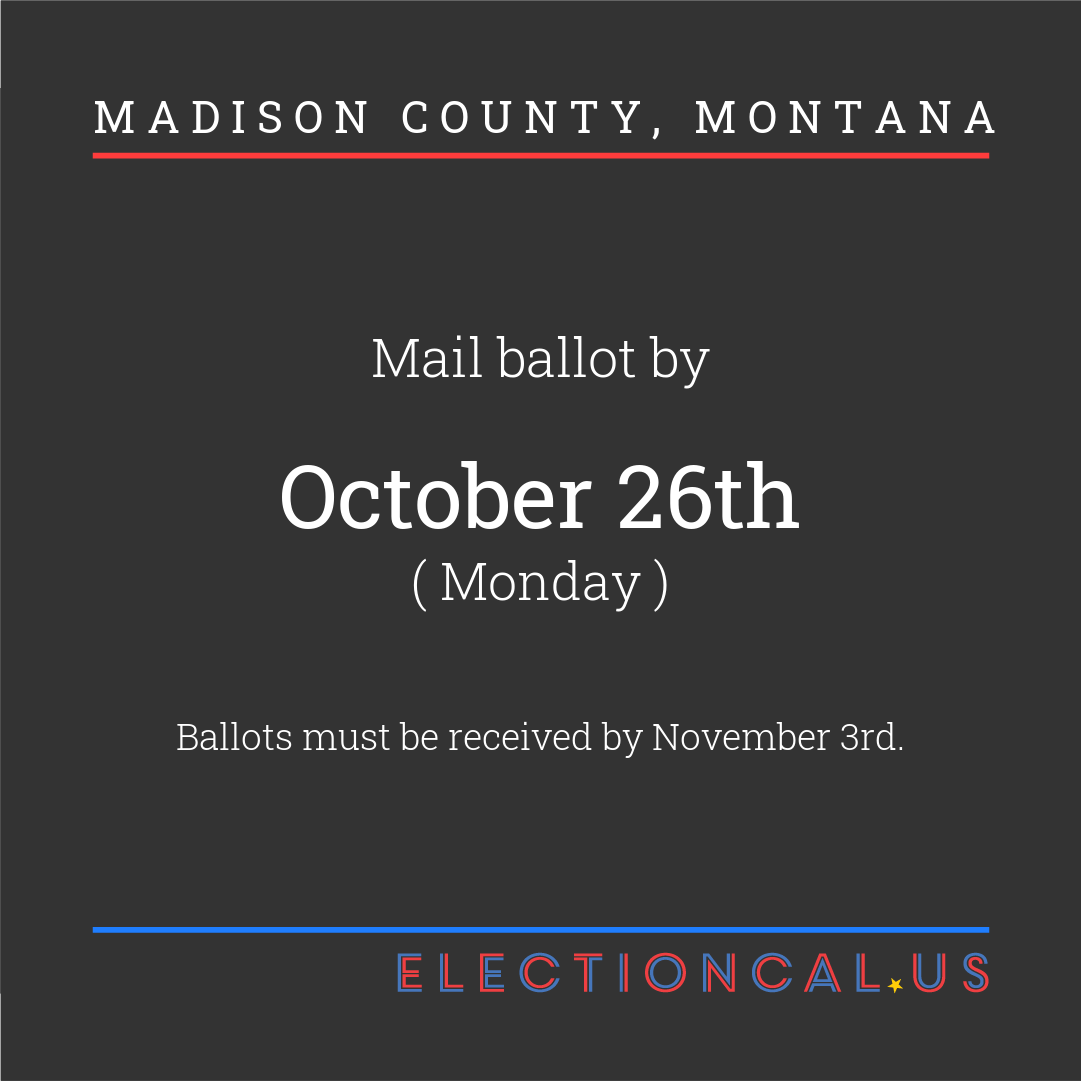 MADISON COUNTY, MONTANA
Mail ballot by
October 26th
( Monday )
Ballots must be received by November 3rd.
ELECTIONCAL.US